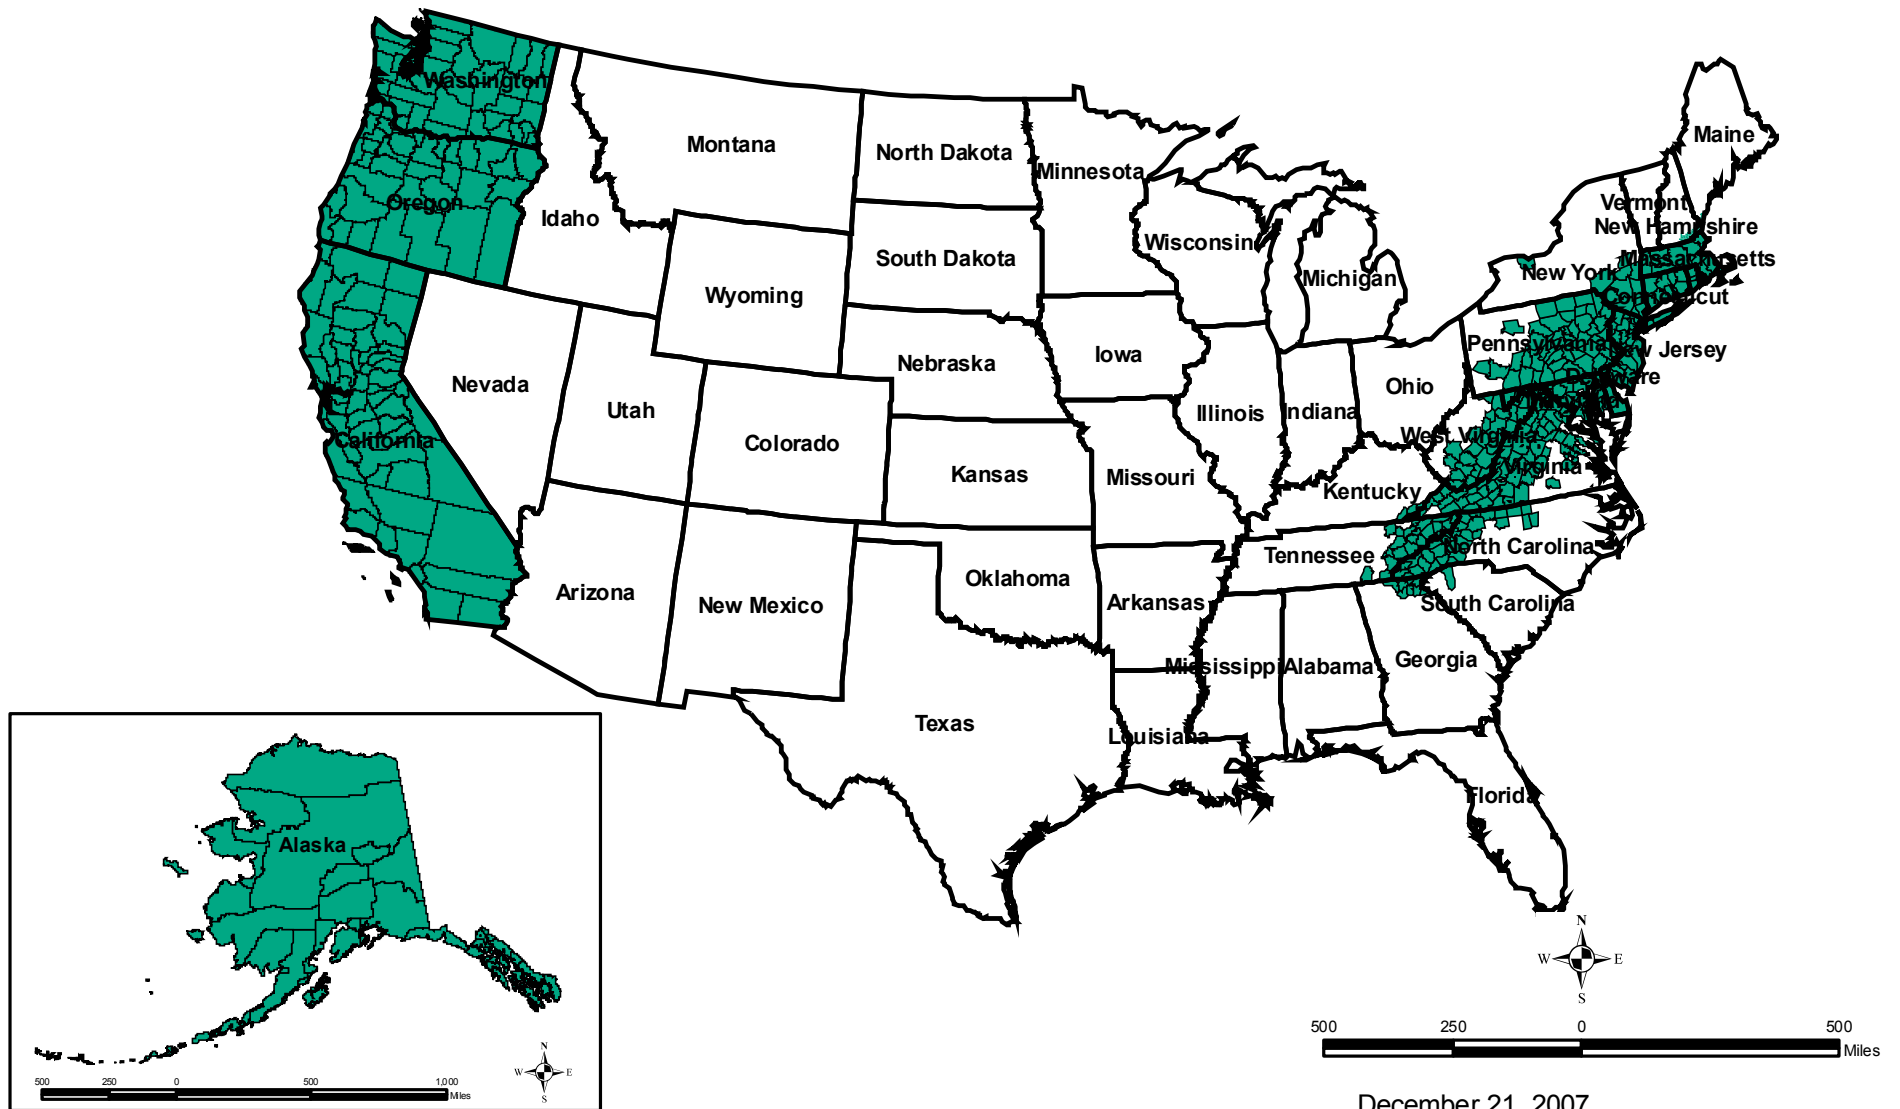 Washington
Montana
North Dakota
Minnesota
Maine
Oregon
Idaho
Vermont
New Hampshire
Wisconsin
South Dakota
Massachusetts
New York
Michigan
Wyoming
Connecticut
Pennsylvania
New Jersey
Iowa
Nebraska
Nevada
Delaware
Ohio
Utah
Illinois
Indiana
California
Colorado
West Virginia
Virginia
Kansas
Missouri
Kentucky
North Carolina
Tennessee
Oklahoma
Arizona
New Mexico
Arkansas
South Carolina
Georgia
Mississippi
Alabama
Texas
Louisiana
Florida
Alaska
N
W E
S
500 250 0 500
Miles
N
W E
S
500 250 0 500 1,000
Miles
December 21, 2007